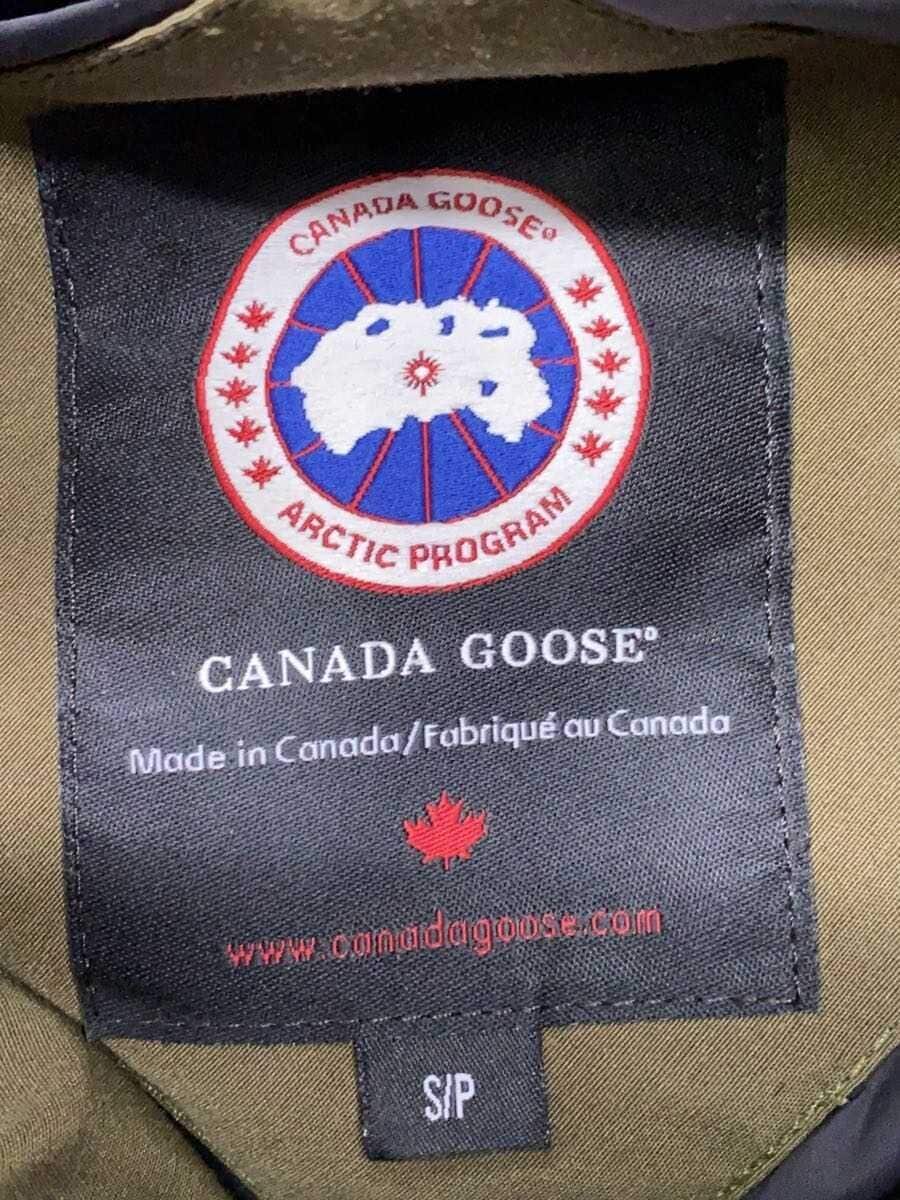 CANADA GOOSE®
ARCTIC PROGRAM
CANADA GOOSE®
Made in Canada/Fabriqué au Canada
www.canadagoose.com
S/P